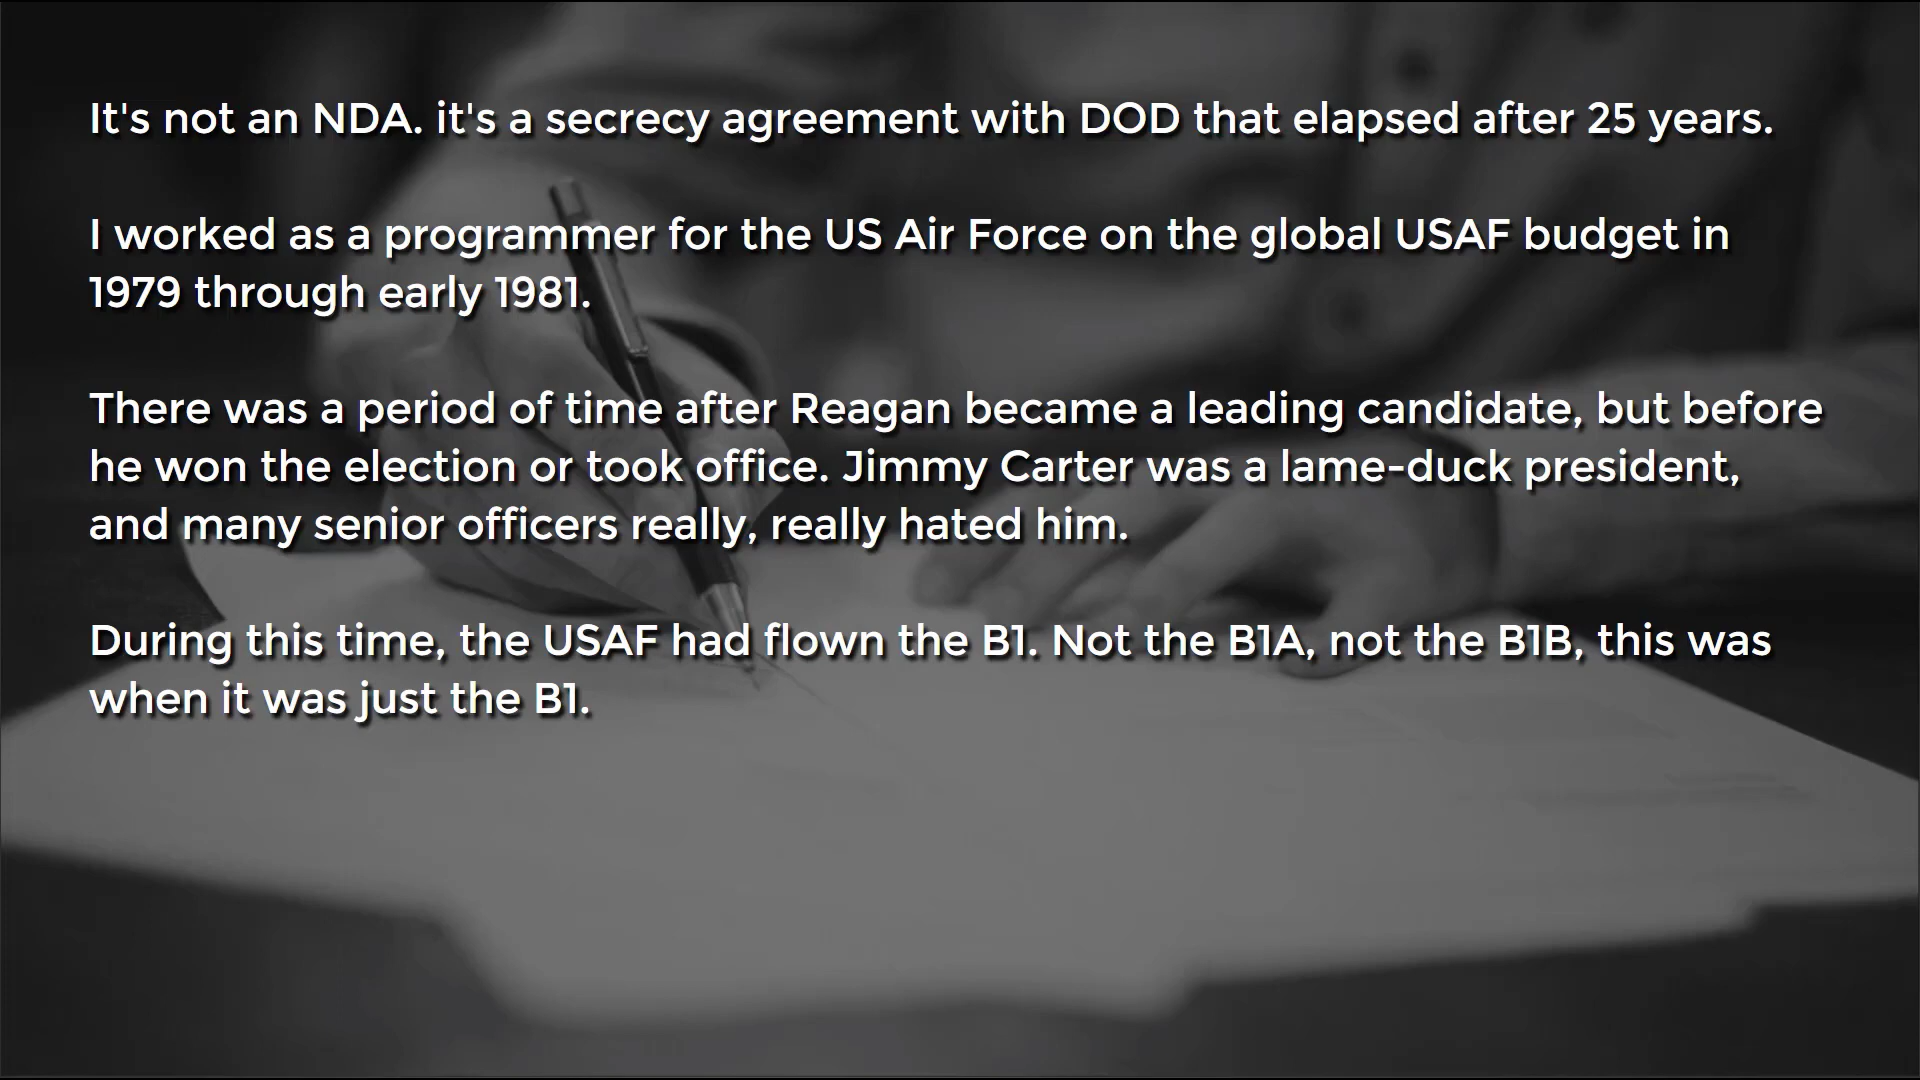 It's not an NDA. it's a secrecy agreement with DOD that elapsed after 25 years.
I worked as a programmer for the US Air Force on the global USAF budget in
1979 through early 1981.
There was a period of time after Reagan became a leading candidate, but before
he won the election or took office. Jimmy Carter was a lame-duck president,
and many senior officers really, really hated him.
During this time, the USAF had flown the B1. Not the B1A, not the B1B, this was
when it was just the B1.